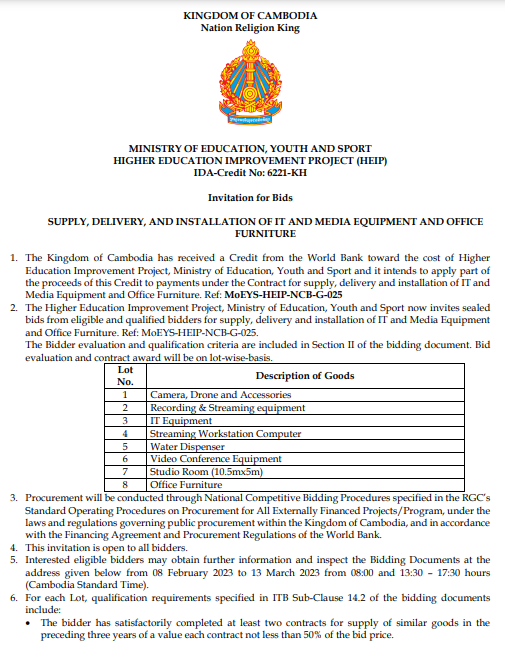 KINGDOM OF CAMBODIA
Nation Religion King
MINISTRY OF EDUCATION, YOUTH AND SPORT
HIGHER EDUCATION IMPROVEMENT PROJECT (HEIP)
IDA-Credit No: 6221-KH
Invitation for Bids
SUPPLY, DELIVERY, AND INSTALLATION OF IT AND MEDIA EQUIPMENT AND OFFICE
FURNITURE
1. The Kingdom of Cambodia has received a Credit from the World Bank toward the cost of Higher
Education Improvement Project, Ministry of Education, Youth and Sport and it intends to apply part of
the proceeds of this Credit to payments under the Contract for supply, delivery and installation of IT and
Media Equipment and Office Furniture. Ref: MoEYS-HEIP-NCB-G-025
2. The Higher Education Improvement Project, Ministry of Education, Youth and Sport now invites sealed
bids from eligible and qualified bidders for supply, delivery and installation of IT and Media Equipment
and Office Furniture. Ref: MoEYS-HEIP-NCB-G-025.
The Bidder evaluation and qualification criteria are included in Section II of the bidding document. Bid
evaluation and contract award will be on lot-wise-basis.
Lot No. Description of Goods
1 Camera, Drone and Accessories
2 Recording & Streaming equipment
3 IT Equipment
4 Streaming Workstation Computer
5 Water Dispenser
6 Video Conference Equipment
7 Studio Room (10.5mx5m)
8 Office Furniture
3. Procurement will be conducted through National Competitive Bidding Procedures specified in the RGC's
Standard Operating Procedures on Procurement for All Externally Financed Projects/Program, under the
laws and regulations governing public procurement within the Kingdom of Cambodia, and in accordance
with the Financing Agreement and Procurement Regulations of the World Bank.
4. This invitation is open to all bidders.
5. Interested eligible bidders may obtain further information and inspect the Bidding Documents at the
address given below from 08 February 2023 to 13 March 2023 from 08:00 and 13:30 – 17:30 hours
(Cambodia Standard Time).
6. For each Lot, qualification requirements specified in ITB Sub-Clause 14.2 of the bidding documents
include:
• The bidder has satisfactorily completed at least two contracts for supply of similar goods in the
preceding three years of a value each contract not less than 50% of the bid price.